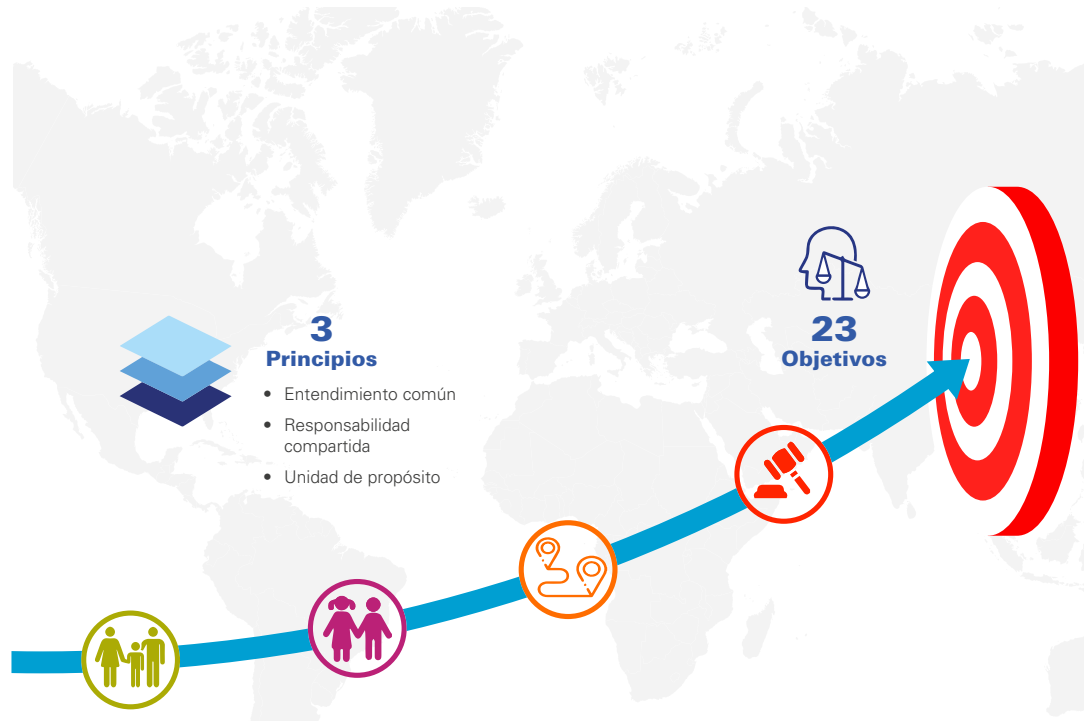 3
Principios
• Entendimiento común
• Responsabilidad
compartida
• Unidad de propósito
23
Objetivos